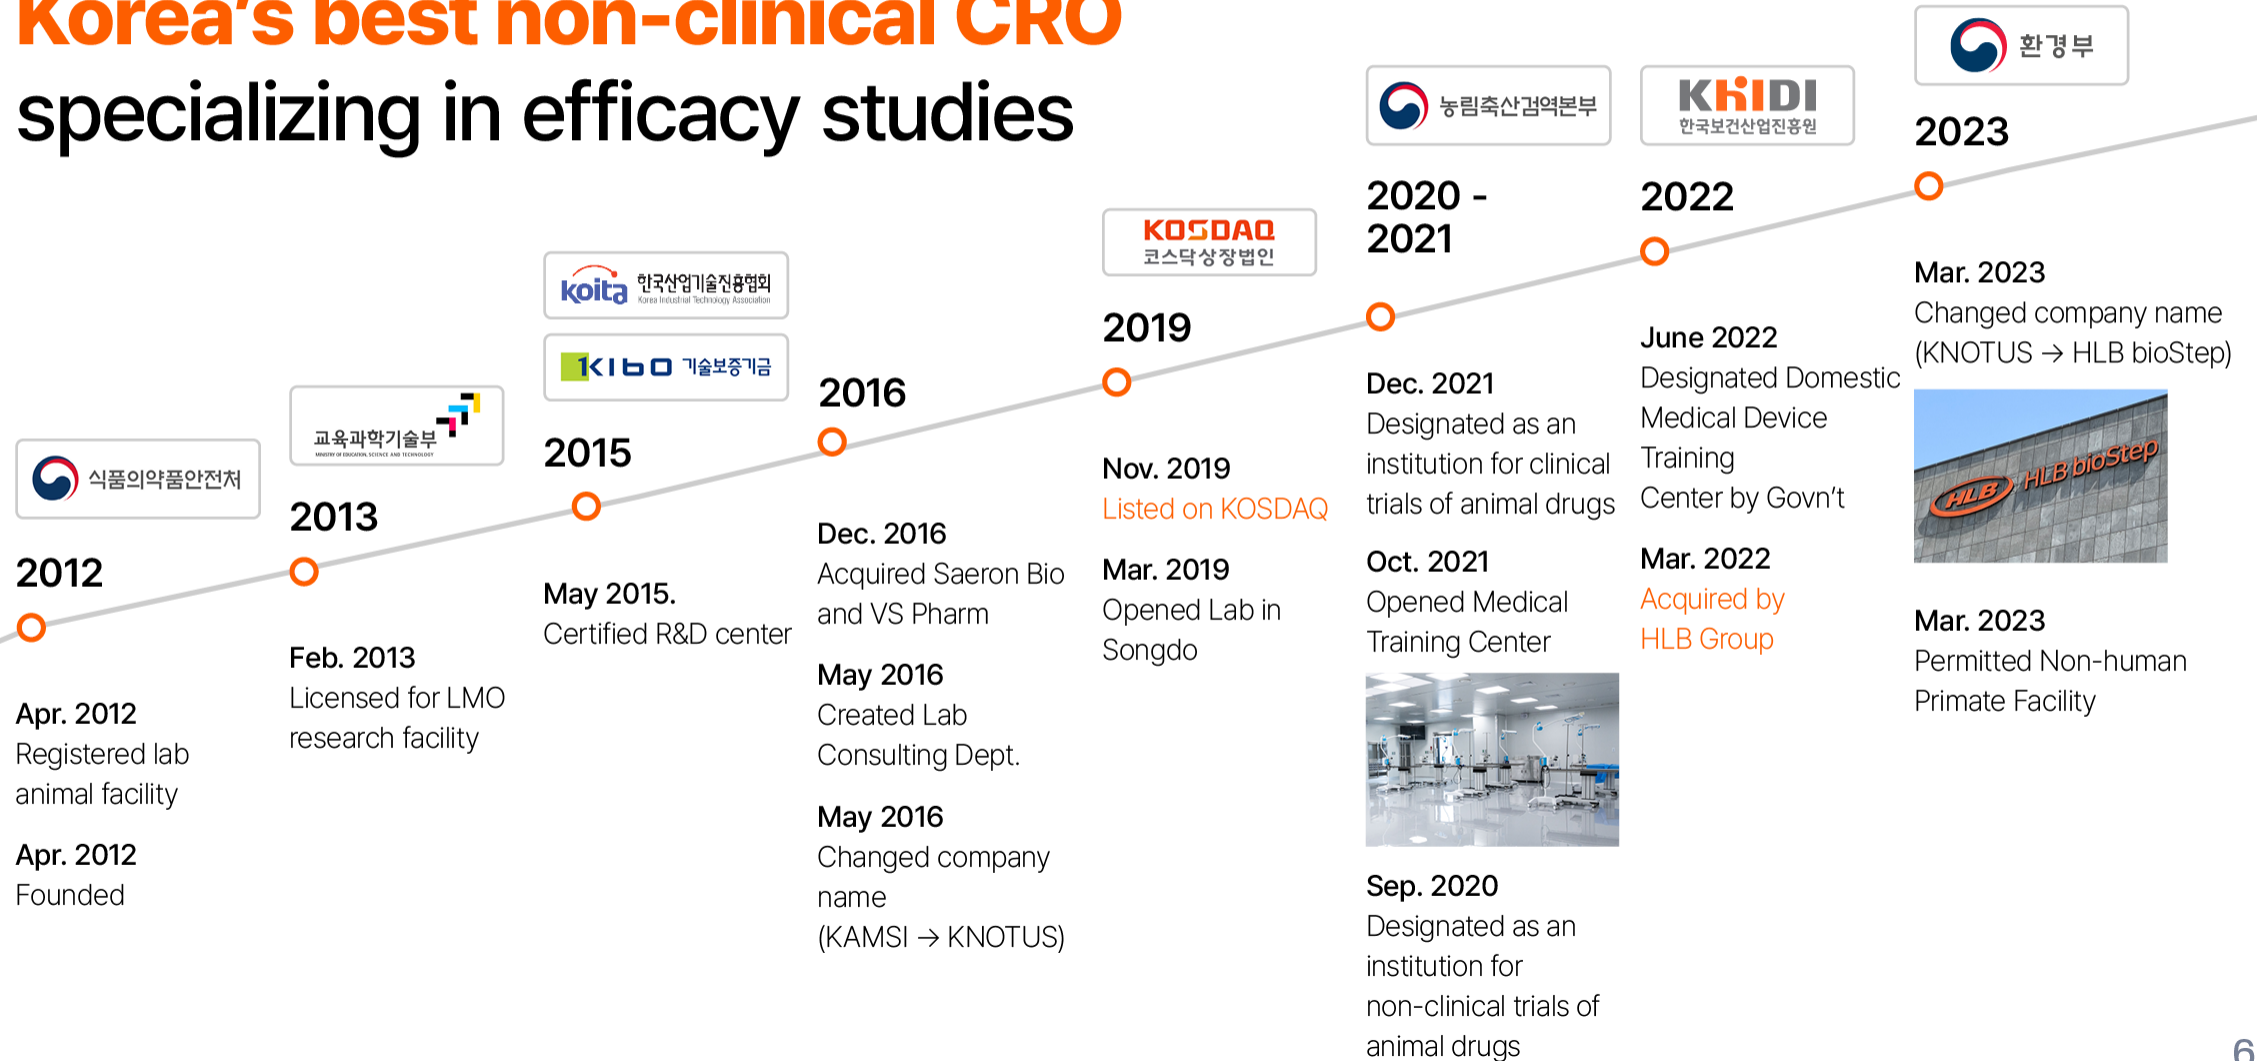 Korea's best non-clinical CRO
specializing in efficacy studies
식품의약품안전처
2012
Apr. 2012
Registered lab
animal facility
Apr. 2012
Founded
교육과학기술부
MINISTRY OF EDUCATION, SCIENCE AND TECHNOLOGY
2013
Feb. 2013
Licensed for LMO
research facility
koita 한국산업기술진흥협회
Korea Industrial Technology Association
KIBO 기술보증기금
2015
May 2015.
Certified R&D center
2016
Dec. 2016
Acquired Saeron Bio
and VS Pharm
May 2016
Created Lab
Consulting Dept.
May 2016
Changed company
name
(KAMSI → KNOTUS)
KOSDAQ
코스닥상장법인
2019
Nov. 2019
Listed on KOSDAQ
Mar. 2019
Opened Lab in
Songdo
농림축산검역본부
2020 -
2021
Dec. 2021
Designated as an
institution for clinical
trials of animal drugs
Oct. 2021
Opened Medical
Training Center
Sep. 2020
Designated as an
institution for
non-clinical trials of
animal drugs
KHIDI
한국보건산업진흥원
2022
June 2022
Designated Domestic
Medical Device
Training
Center by Govn't
Mar. 2022
Acquired by
HLB Group
환경부
2023
Mar. 2023
Changed company name
(KNOTUS → HLB bioStep)
HLB HLB bioStep
Mar. 2023
Permitted Non-human
Primate Facility
6